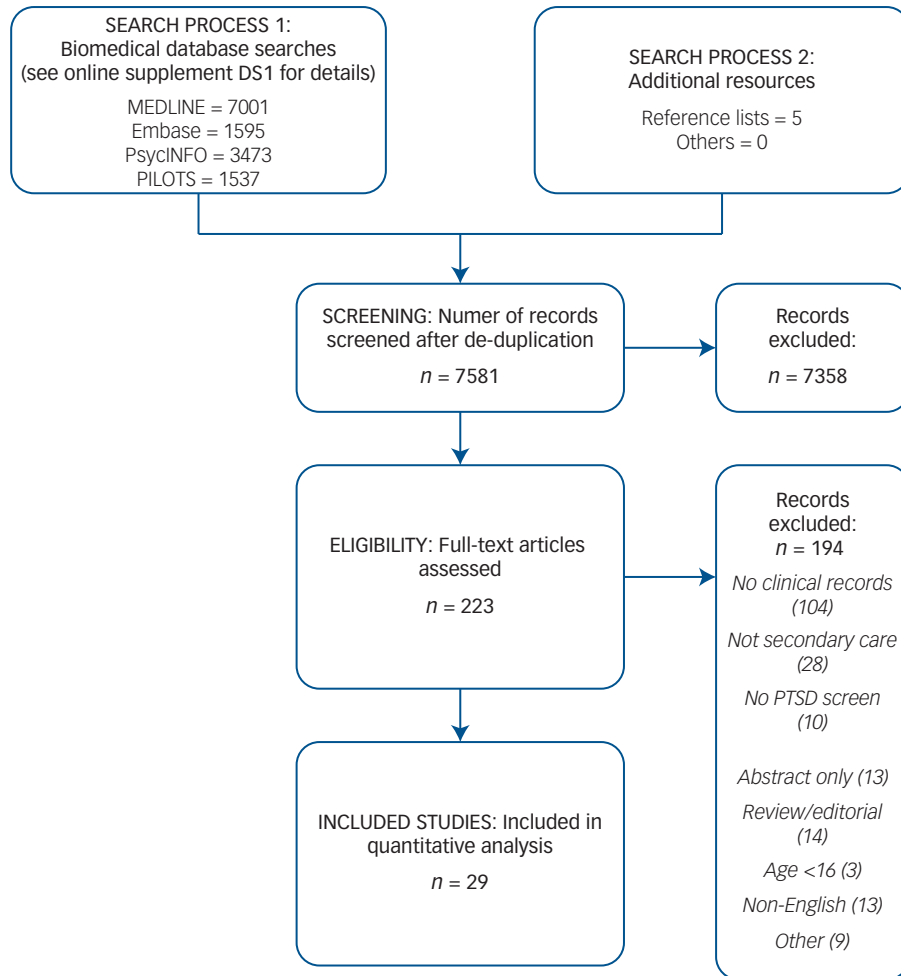 SEARCH PROCESS 1:
Biomedical database searches
(see online supplement DS1 for details)
MEDLINE = 7001
Embase = 1595
PsycINFO = 3473
PILOTS = 1537
SEARCH PROCESS 2:
Additional resources
Reference lists = 5
Others = 0
SCREENING: Numer of records
screened after de-duplication
n = 7581
Records
excluded:
n = 7358
ELIGIBILITY: Full-text articles
assessed
n = 223
Records
excluded:
n = 194
No clinical records
(104)
Not secondary care
(28)
No PTSD screen
(10)
Abstract only (13)
Review/editorial
(14)
Age <16 (3)
Non-English (13)
Other (9)
INCLUDED STUDIES: Included in
quantitative analysis
n = 29